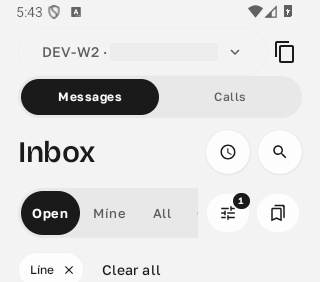 5:43
DEV-W2 ·
Messages Calls
Inbox
Open Mine All
1
Line
Clear all